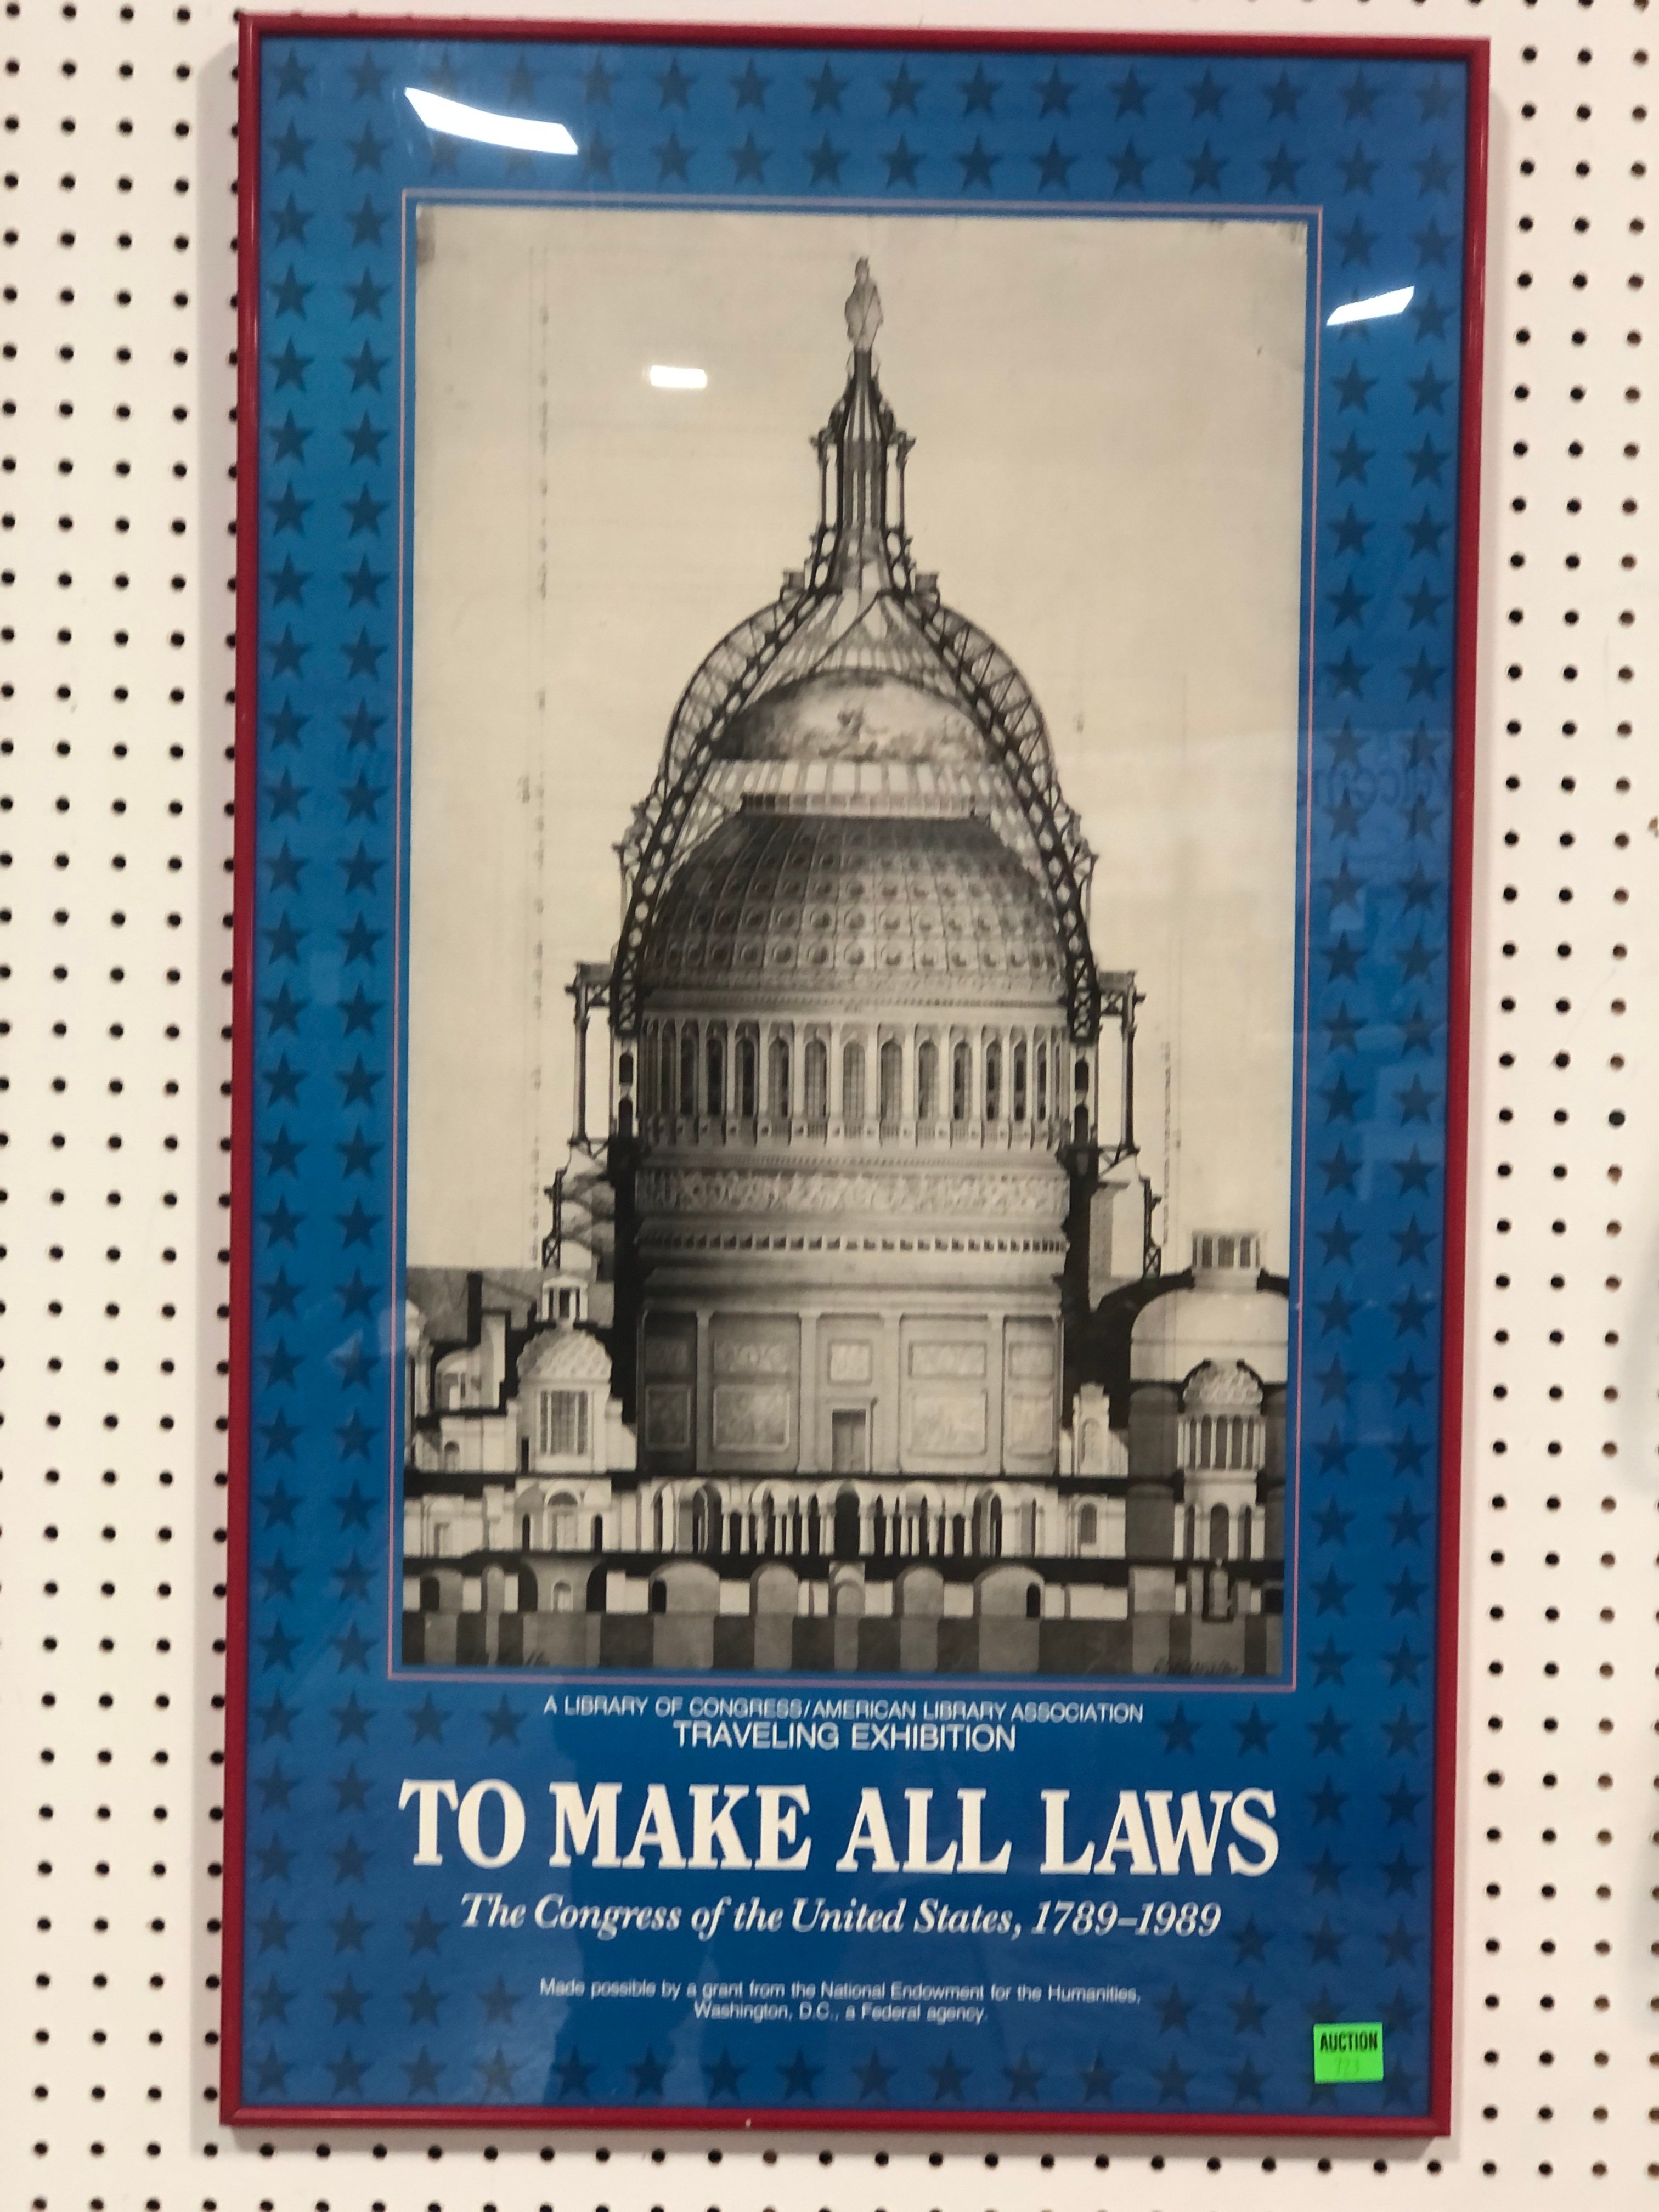 A LIBRARY OF CONGRESS/AMERICAN LIBRARY ASSOCIATION
TRAVELING EXHIBITION
TO MAKE ALL LAWS
The Congress of the United States, 1789–1989
Made possible by a grant from the National Endowment for the Humanities,
Washington, D.C., a Federal agency.
AUCTION